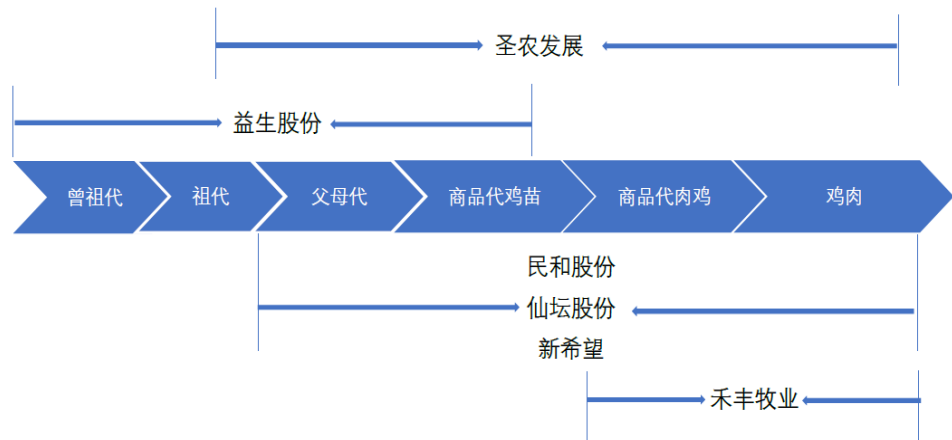 圣农发展
益生股份
曾祖代
祖代
父母代
商品代鸡苗
商品代肉鸡
鸡肉
民和股份
仙坛股份
新希望
禾丰牧业